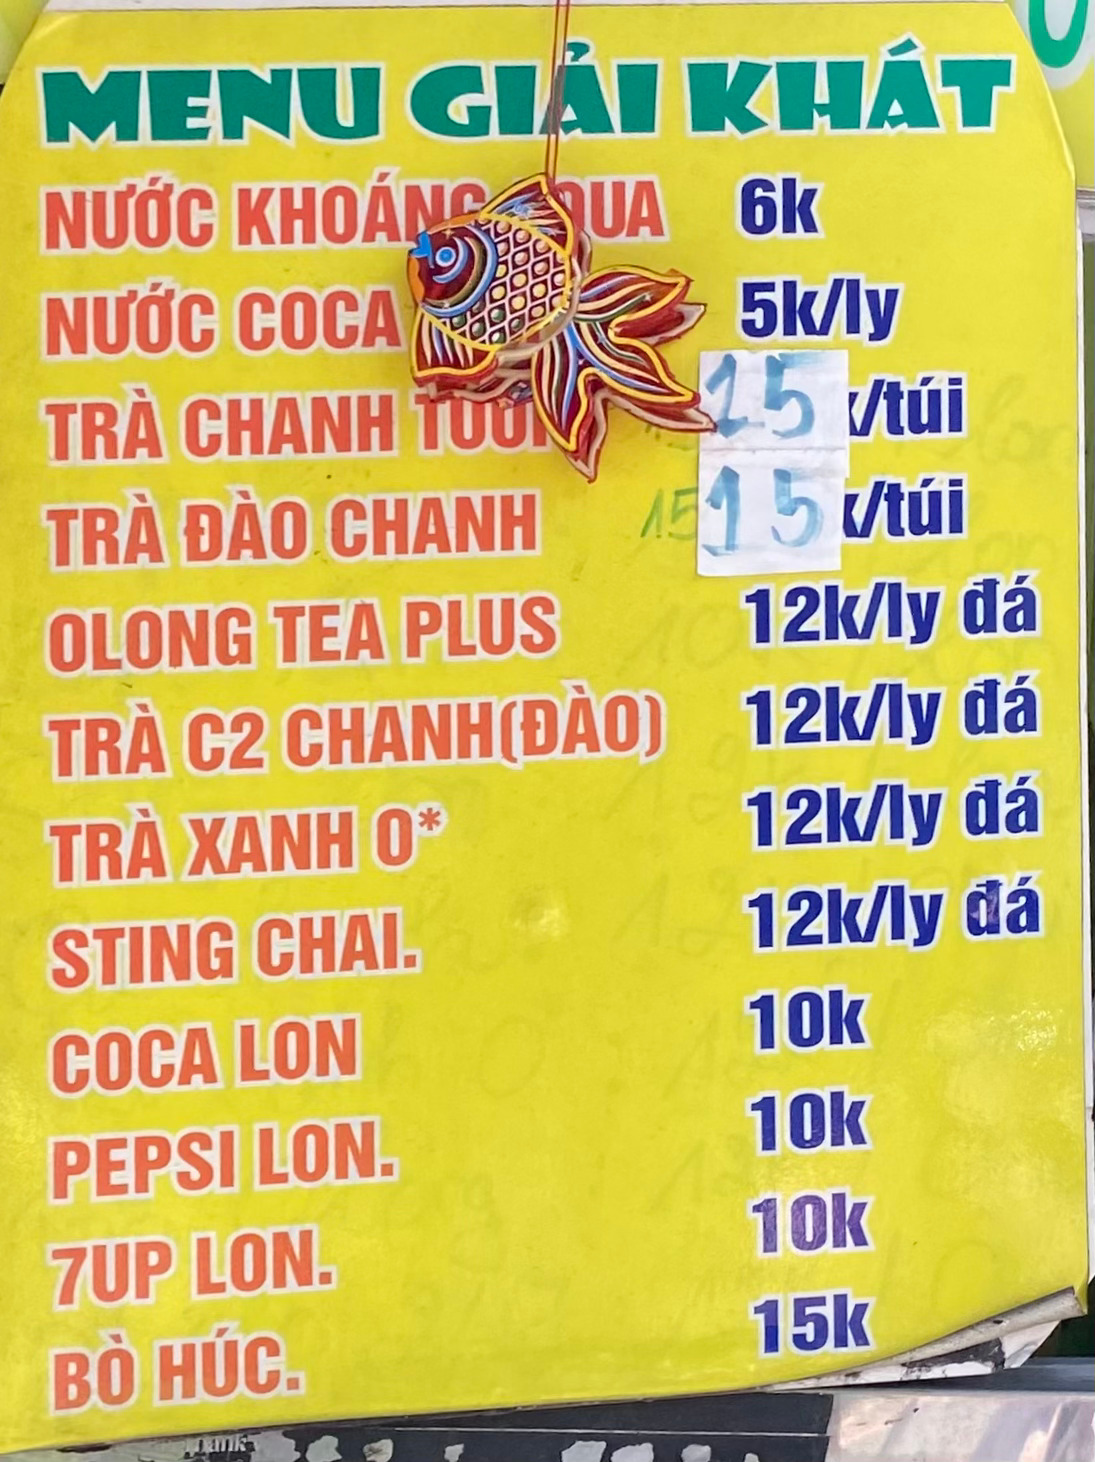 MENU GIẢI KHÁT
NƯỚC KHOÁNG 6k
NƯỚC COCA 5k/ly
TRÀ CHANH 15 k/túi
TRÀ ĐÀO CHANH 15 15 k/túi
OLONG TEA PLUS 12k/ly đá
TRÀ C2 CHANH(ĐÀO) 12k/ly đá
TRÀ XANH O* 12k/ly đá
STING CHAI. 12k/ly đá
COCA LON 10k
PEPSI LON. 10k
7UP LON. 10k
BÒ HÚC. 15k